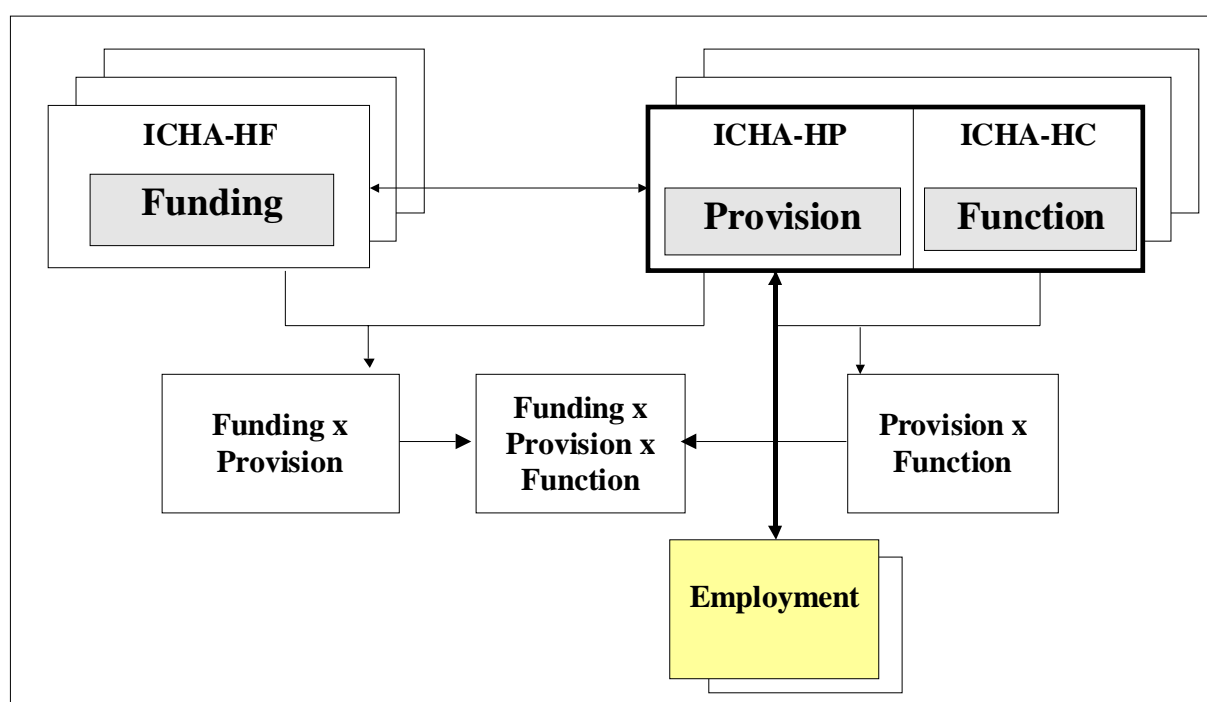 ICHA-HF
Funding
ICHA-HP
Provision
ICHA-HC
Function
Funding x
Provision
Funding x
Provision x
Function
Provision x
Function
Employment